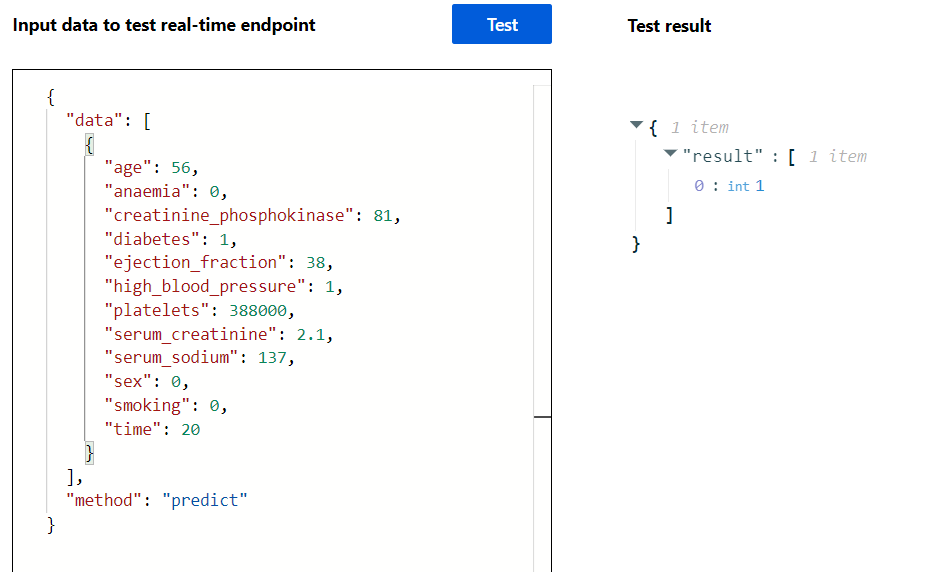 Input data to test real-time endpoint
Test
{
"data": [
{
"age": 56,
"anaemia": 0,
"creatinine_phosphokinase": 81,
"diabetes": 1,
"ejection_fraction": 38,
"high_blood_pressure": 1,
"platelets": 388000,
"serum_creatinine": 2.1,
"serum_sodium": 137,
"sex": 0,
"smoking": 0,
"time": 20
}
],
"method": "predict"
}
Test result
{ 1 item
"result" : [ 1 item
0 : int 1
]
}